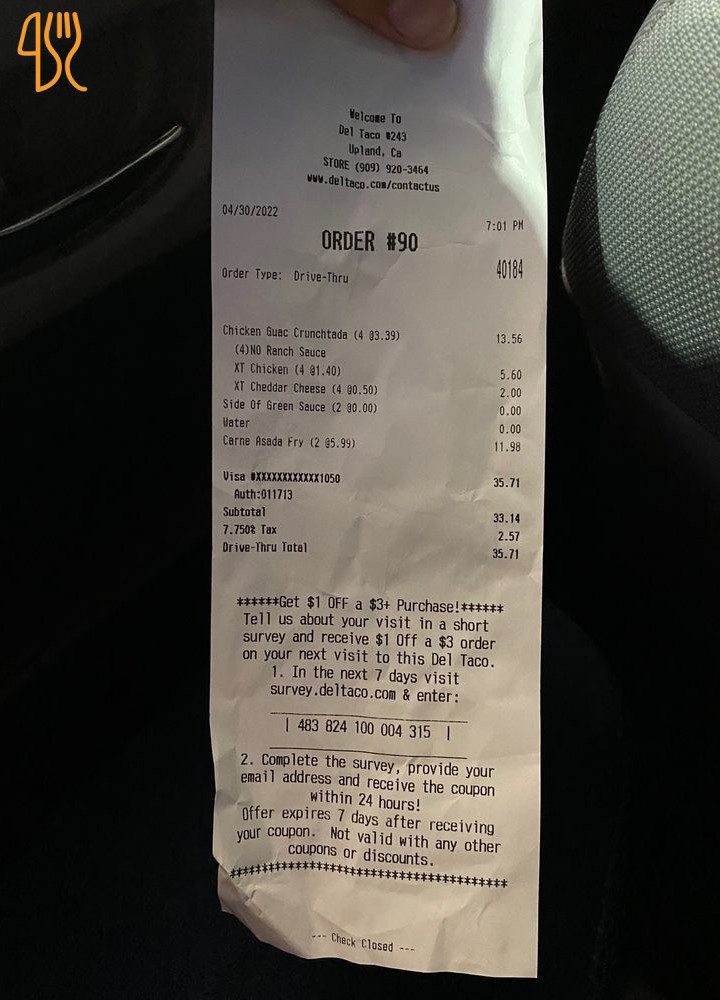 Welcome To
Del Taco #243
Upland, Ca
STORE (909) 920-3464
www.deltaco.com/contactus
04/30/2022 7:01 PM
ORDER #90
40184
Order Type: Drive-Thru
Chicken Guac Crunchtada (4 @3.39) 13.56
(4)NO Ranch Sauce
XT Chicken (4 @1.40) 5.60
XT Cheddar Cheese (4 @0.50) 2.00
Side Of Green Sauce (2 @0.00) 0.00
Water 0.00
Carne Asada Fry (2 @5.99) 11.98
Visa #XXXXXXXXXXXX1050 35.71
Auth:011713
Subtotal 33.14
7.750% Tax 2.57
Drive-Thru Total 35.71
******Get $1 OFF a $3+ Purchase!******
Tell us about your visit in a short
survey and receive $1 Off a $3 order
on your next visit to this Del Taco.
1. In the next 7 days visit
survey.deltaco.com & enter:
| 483 824 100 004 315 |
2. Complete the survey, provide your
email address and receive the coupon
within 24 hours!
Offer expires 7 days after receiving
your coupon. Not valid with any other
coupons or discounts.
****************************************
--- Check Closed ---